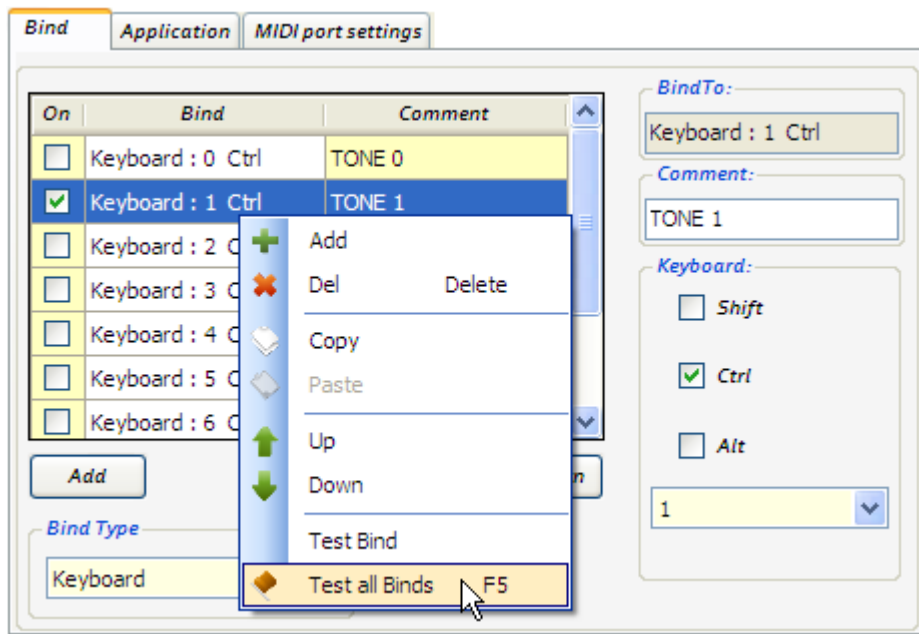 Bind Application MIDI port settings
On Bind Comment
Keyboard : 0 Ctrl TONE 0
Keyboard : 1 Ctrl TONE 1
Keyboard : 2 C
Keyboard : 3 C
Keyboard : 4 C
Keyboard : 5 C
Keyboard : 6 C
Add
n
Bind Type
Keyboard
Add
Del Delete
Copy
Paste
Up
Down
Test Bind
Test all Binds F5
BindTo:
Keyboard : 1 Ctrl
Comment:
TONE 1
Keyboard:
Shift
Ctrl
Alt
1